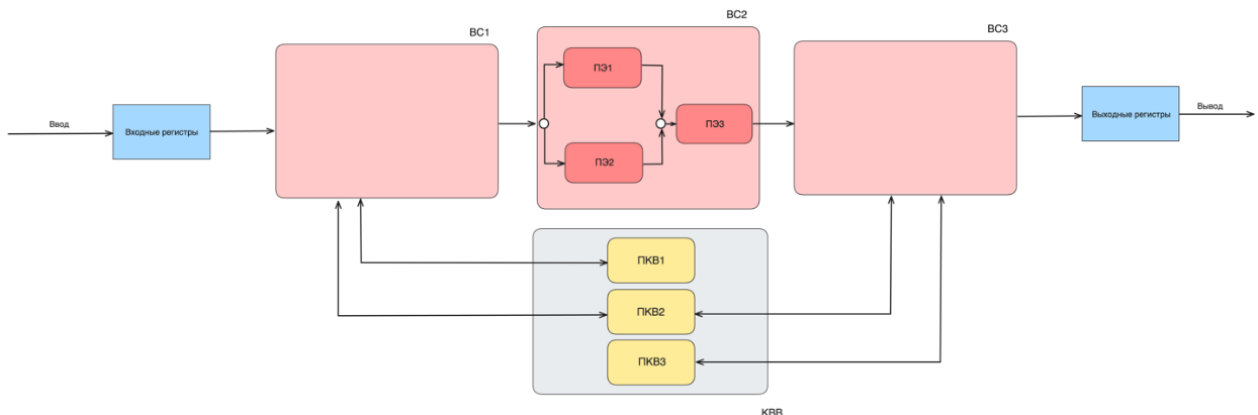 ВС1
ВС2
ВС3
Ввод
Входные регистры
ПЭ1
ПЭ2
ПЭ3
Выходные регистры
Вывод
ПКВ1
ПКВ2
ПКВ3
КВВ